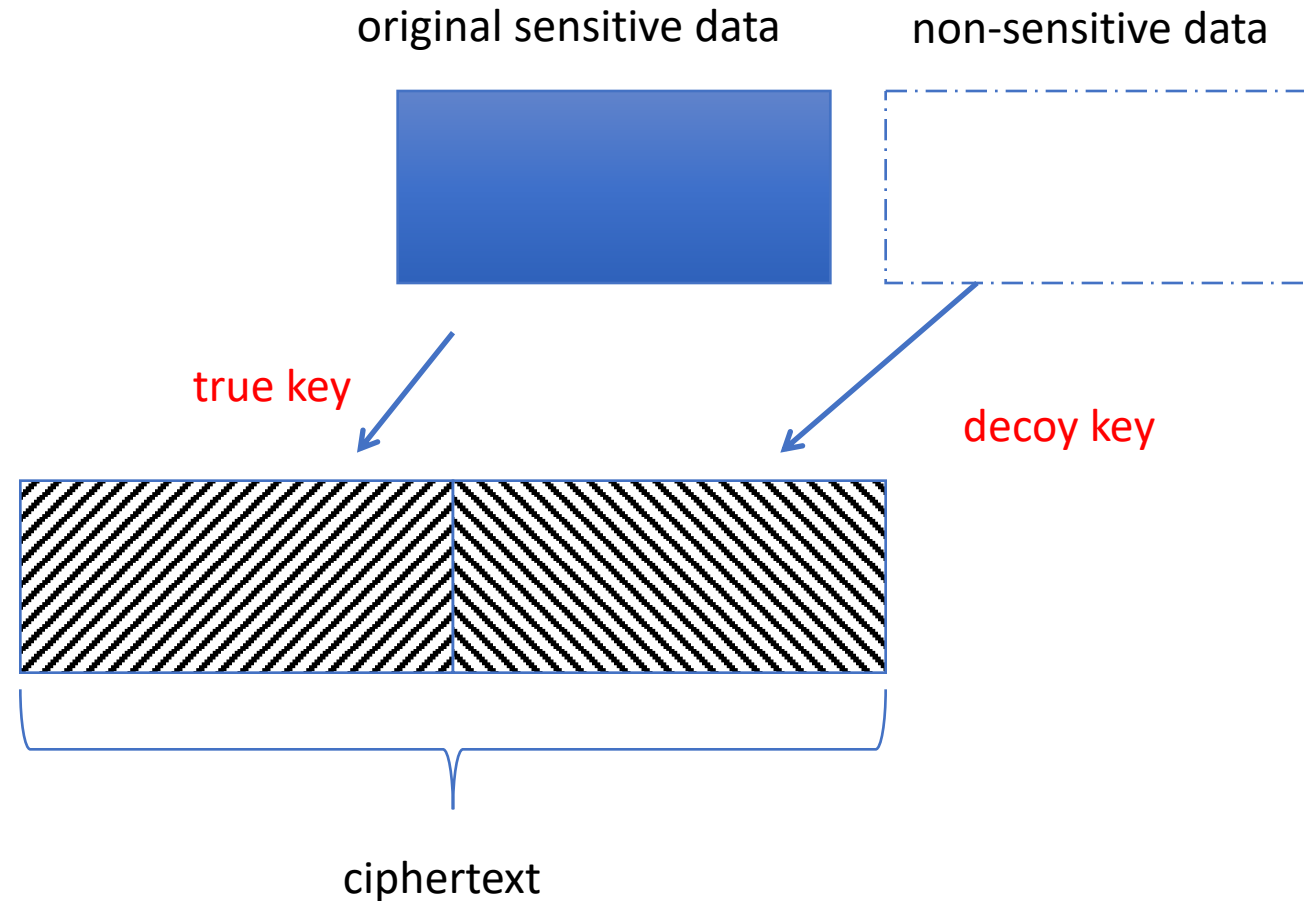 original sensitive data
non-sensitive data
true key
decoy key
ciphertext